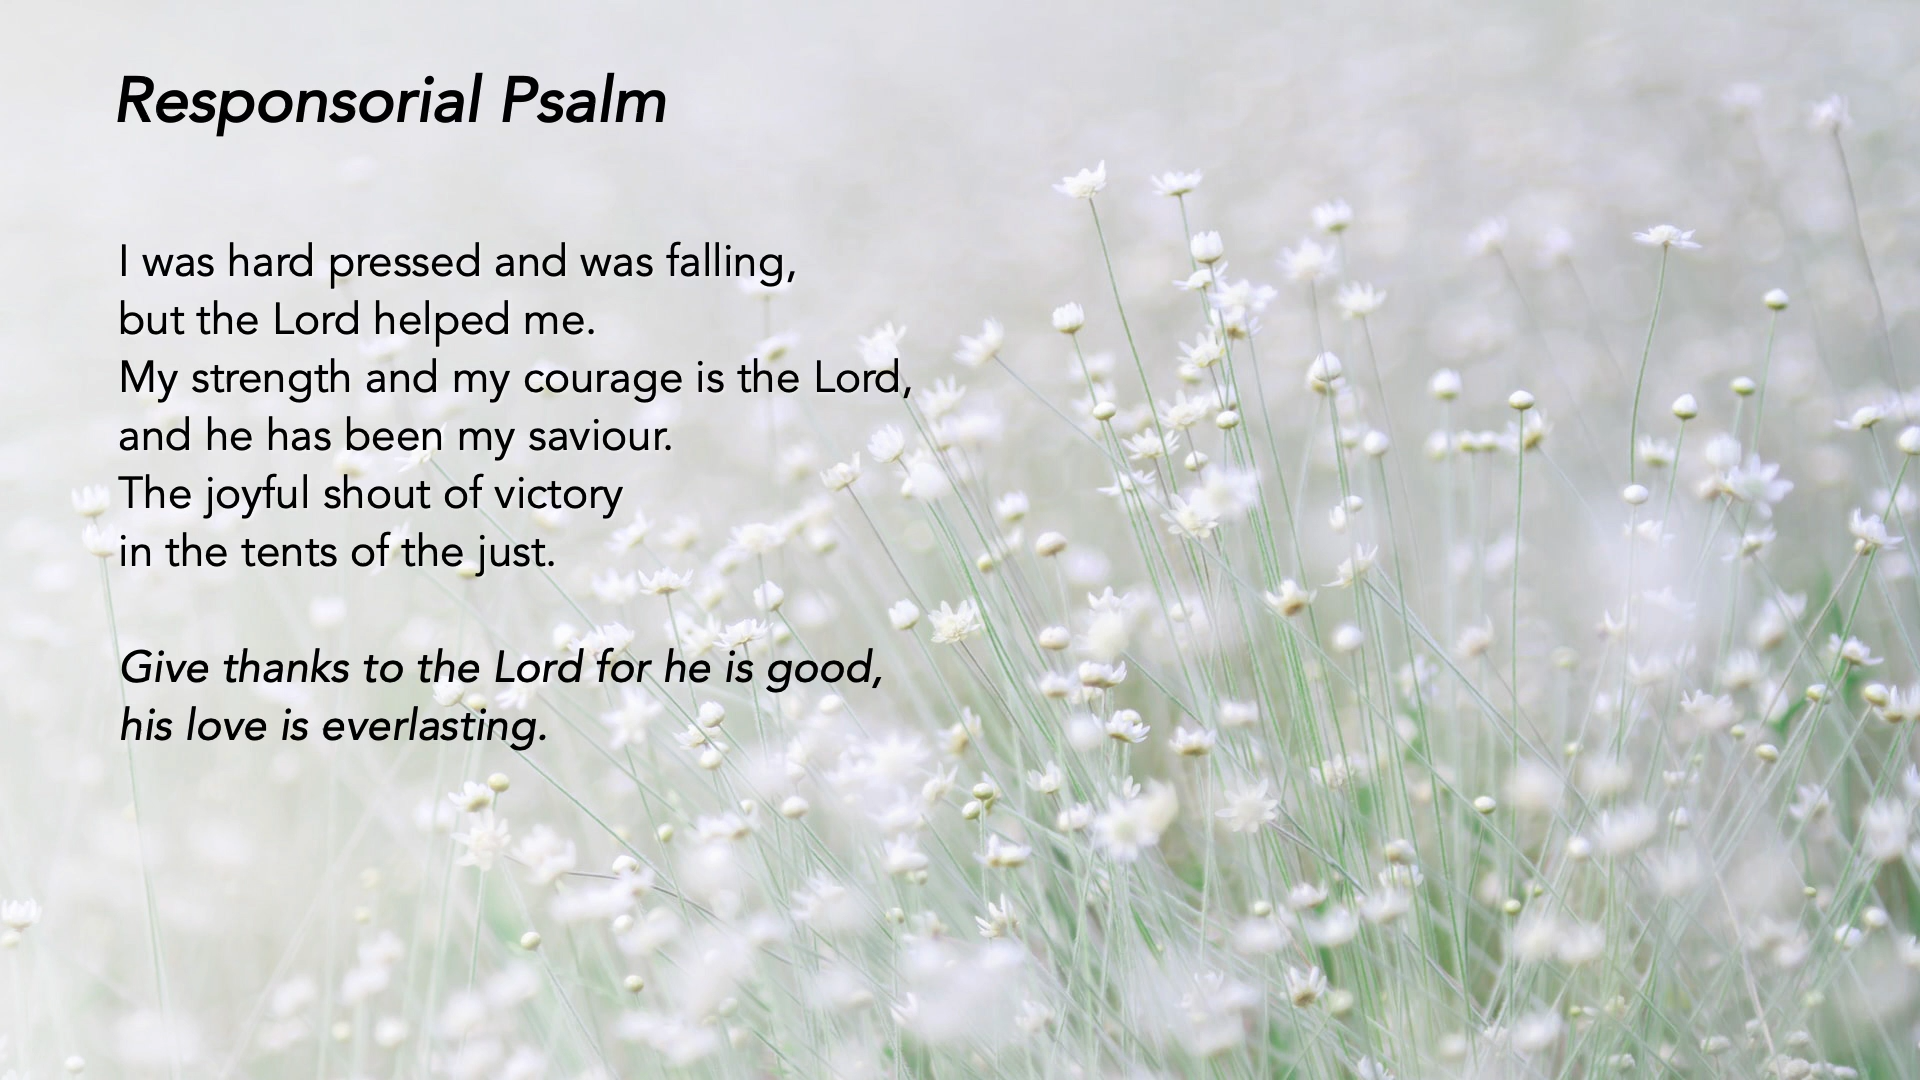 Responsorial Psalm
I was hard pressed and was falling,
but the Lord helped me.
My strength and my courage is the Lord,
and he has been my saviour.
The joyful shout of victory
in the tents of the just.
Give thanks to the Lord for he is good,
his love is everlasting.